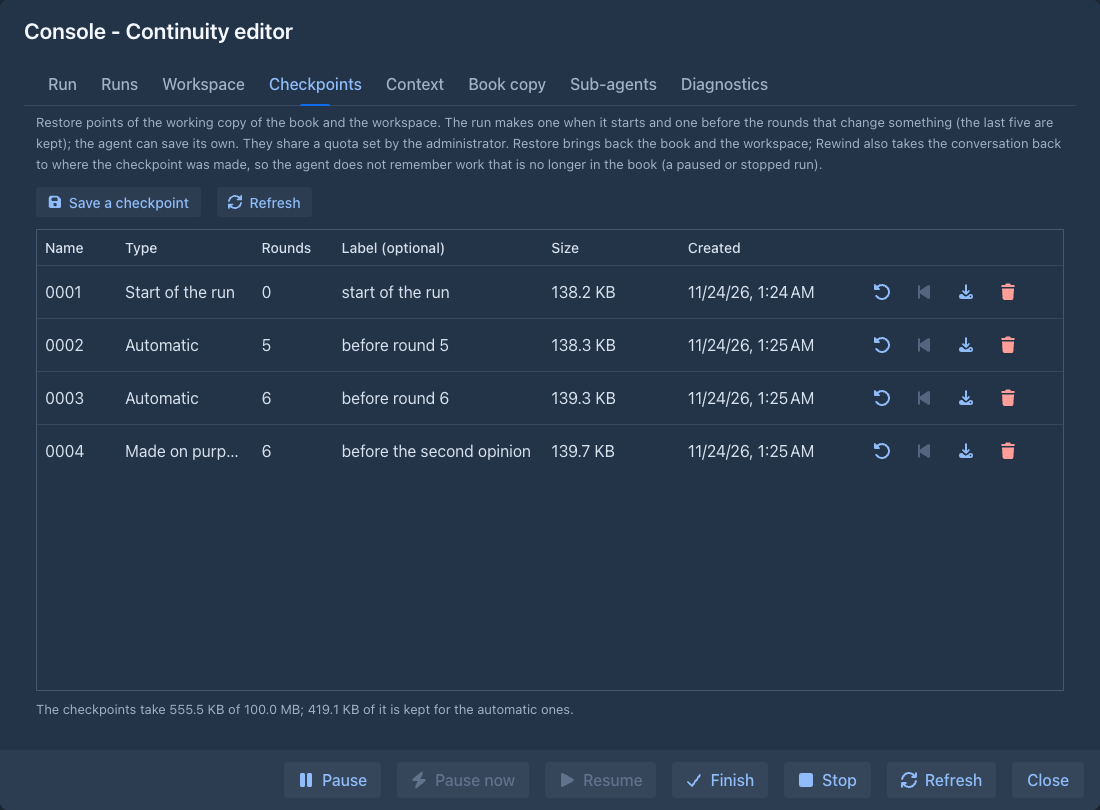 Console - Continuity editor
Run Runs Workspace Checkpoints Context Book copy Sub-agents Diagnostics
Restore points of the working copy of the book and the workspace. The run makes one when it starts and one before the rounds that change something (the last five are
kept); the agent can save its own. They share a quota set by the administrator. Restore brings back the book and the workspace; Rewind also takes the conversation back
to where the checkpoint was made, so the agent does not remember work that is no longer in the book (a paused or stopped run).
Save a checkpoint Refresh
Name Type Rounds Label (optional) Size Created
0001 Start of the run 0 start of the run 138.2 KB 11/24/26, 1:24 AM
0002 Automatic 5 before round 5 138.3 KB 11/24/26, 1:25 AM
0003 Automatic 6 before round 6 139.3 KB 11/24/26, 1:25 AM
0004 Made on purp... 6 before the second opinion 139.7 KB 11/24/26, 1:25 AM
The checkpoints take 555.5 KB of 100.0 MB; 419.1 KB of it is kept for the automatic ones.
Pause Pause now Resume Finish Stop Refresh Close